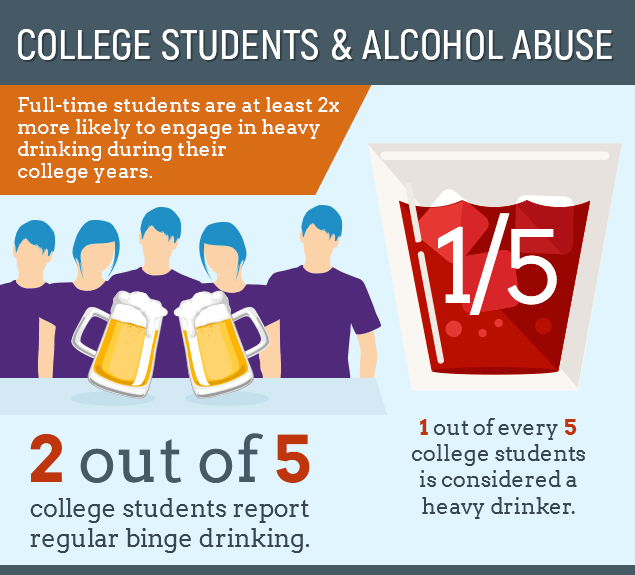 COLLEGE STUDENTS & ALCOHOL ABUSE
Full-time students are at least 2x
more likely to engage in heavy
drinking during their
college years.
1/5
2 out of 5
college students report
regular binge drinking.
1 out of every 5
college students
is considered a
heavy drinker.